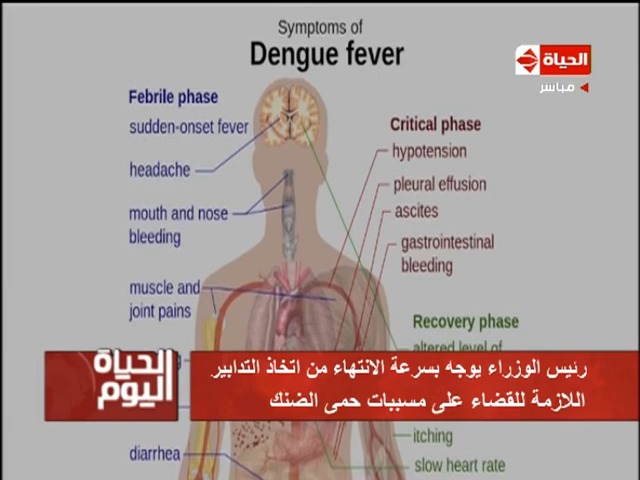 Symptoms of
Dengue fever
الحياة
مباشر
Febrile phase
sudden-onset fever
headache
mouth and nose
bleeding
muscle and
joint pains
diarrhea
Critical phase
hypotension
pleural effusion
ascites
gastrointestinal
bleeding
Recovery phase
altered level of
itching
slow heart rate
الحياة
اليوم
رئيس الوزراء يوجه بسرعة الانتهاء من اتخاذ التدابير
اللازمة للقضاء على مسببات حمى الضنك